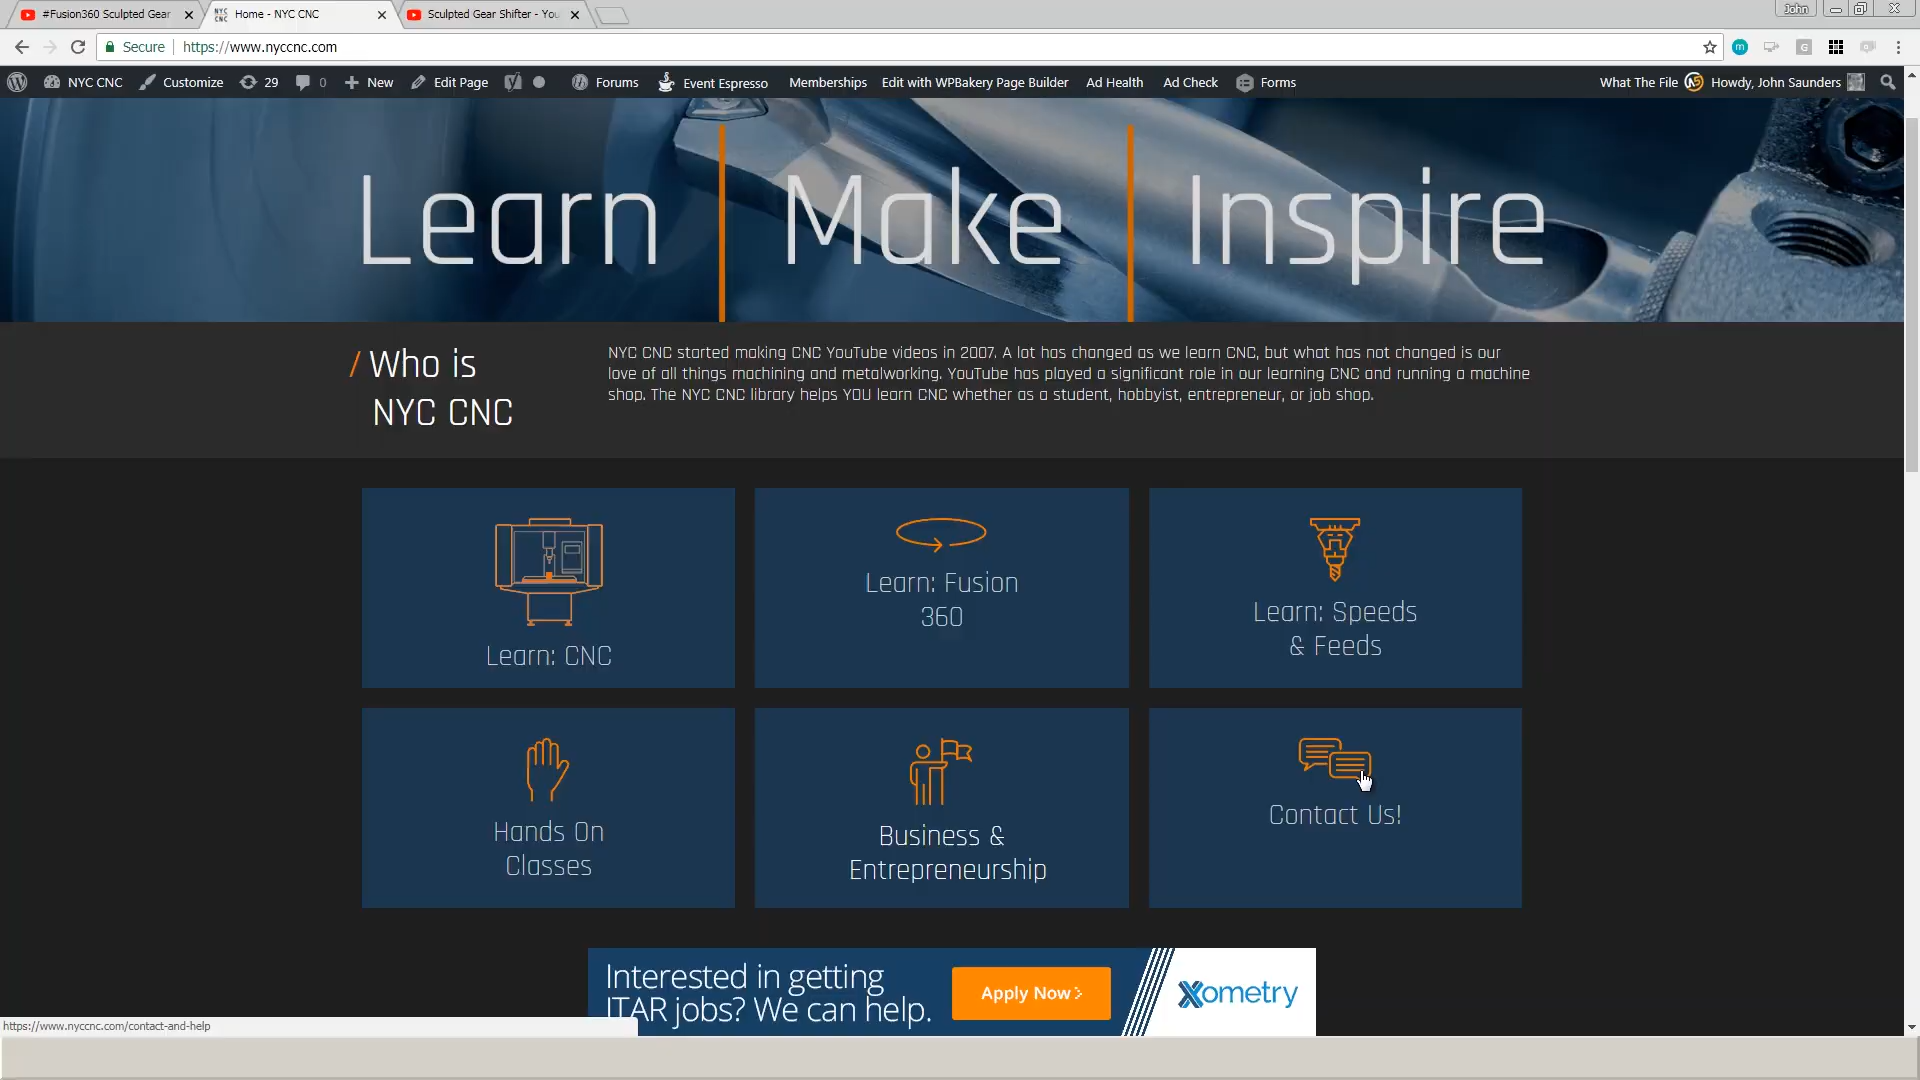 #Fusion360 Sculpted Gear
Home - NYC CNC
Sculpted Gear Shifter - You
John
Secure
https://www.nyccnc.com
NYC CNC
Customize
29
0
New
Edit Page
Forums
Event Espresso
Memberships
Edit with WPBakery Page Builder
Ad Health
Ad Check
Forms
What The File
Howdy, John Saunders
Learn Make Inspire
/ Who is
NYC CNC
NYC CNC started making CNC YouTube videos in 2007. A lot has changed as we learn CNC, but what has not changed is our
love of all things machining and metalworking. YouTube has played a significant role in our learning CNC and running a machine
shop. The NYC CNC library helps YOU learn CNC whether as a student, hobbyist, entrepreneur, or job shop.
Learn: CNC
Learn: Fusion
360
Learn: Speeds
& Feeds
Hands On
Classes
Business &
Entrepreneurship
Contact Us!
Interested in getting
ITAR jobs? We can help.
Apply Now
Xometry
https://www.nyccnc.com/contact-and-help